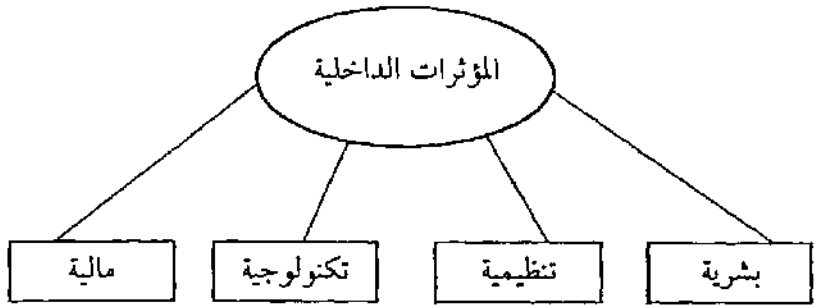 المؤثرات الداخلية
بشرية
تنظيمية
تكنولوجية
مالية